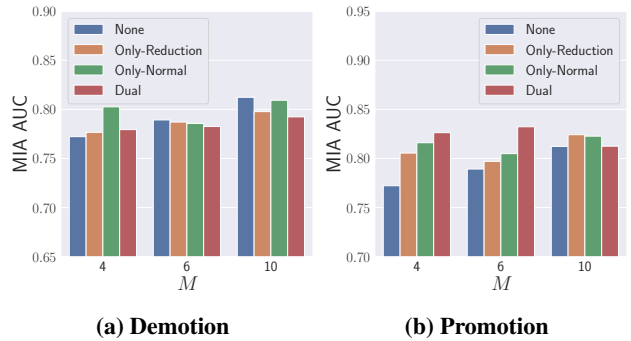 0.90
0.85
0.80
0.75
0.70
0.65
MIA AUC
None
Only-Reduction
Only-Normal
Dual
4 6 10
M
(a) Demotion
0.95
0.90
0.85
0.80
0.75
0.70
MIA AUC
None
Only-Reduction
Only-Normal
Dual
4 6 10
M
(b) Promotion